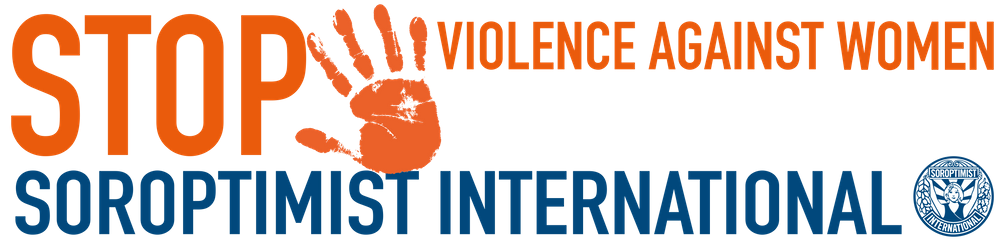 STOP
VIOLENCE AGAINST WOMEN
SOROPTIMIST INTERNATIONAL
SOROPTIMIST
INTERNATIONAL